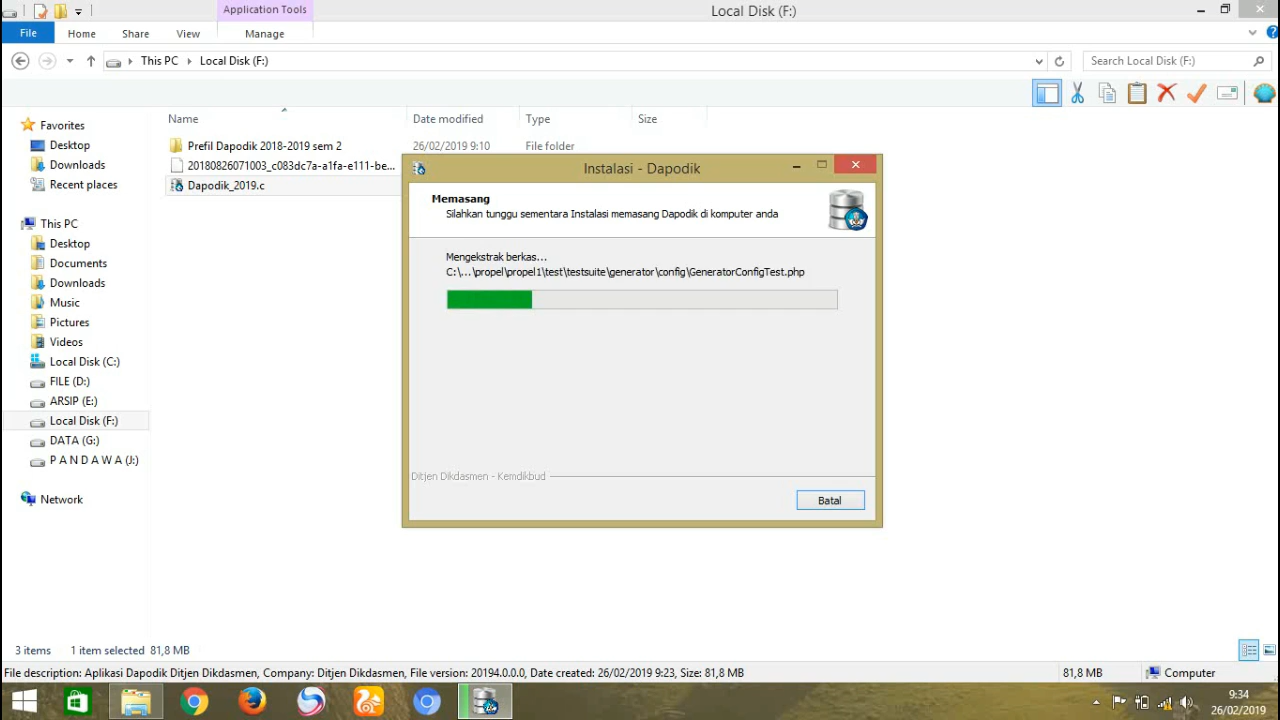 Application Tools
Local Disk (F:)
File
Home
Share
View
Manage
This PC
Local Disk (F:)
Search Local Disk (F:)
Name
Date modified
Type
Size
Favorites
Desktop
Downloads
Recent places
This PC
Desktop
Documents
Downloads
Music
Pictures
Videos
Local Disk (C:)
FILE (D:)
ARSIP (E:)
Local Disk (F:)
DATA (G:)
P A N D A W A (J:)
Network
Prefil Dapodik 2018-2019 sem 2
26/02/2019 9:10
File folder
20180826071003_c083dc7a-a1fa-e111-be...
Dapodik_2019.c
Instalasi - Dapodik
Memasang
Silahkan tunggu sementara Instalasi memasang Dapodik di komputer anda
Mengekstrak berkas...
C:\...\propel\propel1\test\testsuite\generator\config\GeneratorConfigTest.php
Ditjen Dikdasmen - Kemdikbud
Batal
3 items
1 item selected 81,8 MB
File description: Aplikasi Dapodik Ditjen Dikdasmen, Company: Ditjen Dikdasmen, File version: 20194.0.0.0, Date created: 26/02/2019 9:23, Size: 81,8 MB
81,8 MB
Computer
9:34
26/02/2019